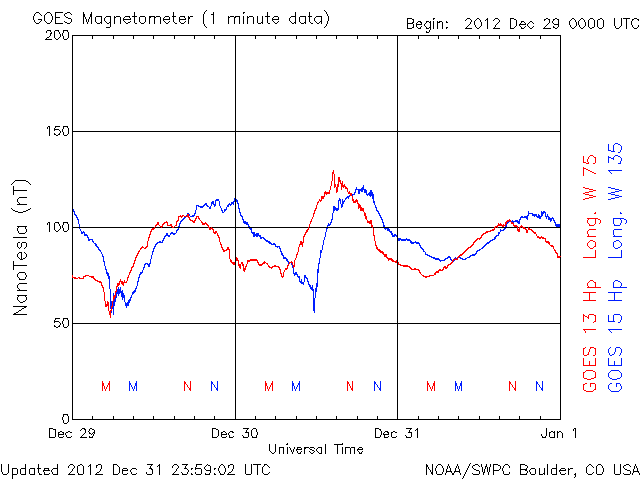 GOES Magnetometer (1 minute data)
Begin: 2012 Dec 29 0000 UTC
200
150
100
50
0
NanoTesla (nT)
M M N N M M N N M M N N
Dec 29 Dec 30 Dec 31 Jan 1
Universal Time
GOES 13 Hp Long. W 75
GOES 15 Hp Long. W 135
Updated 2012 Dec 31 23:59:02 UTC
NOAA/SWPC Boulder, CO USA